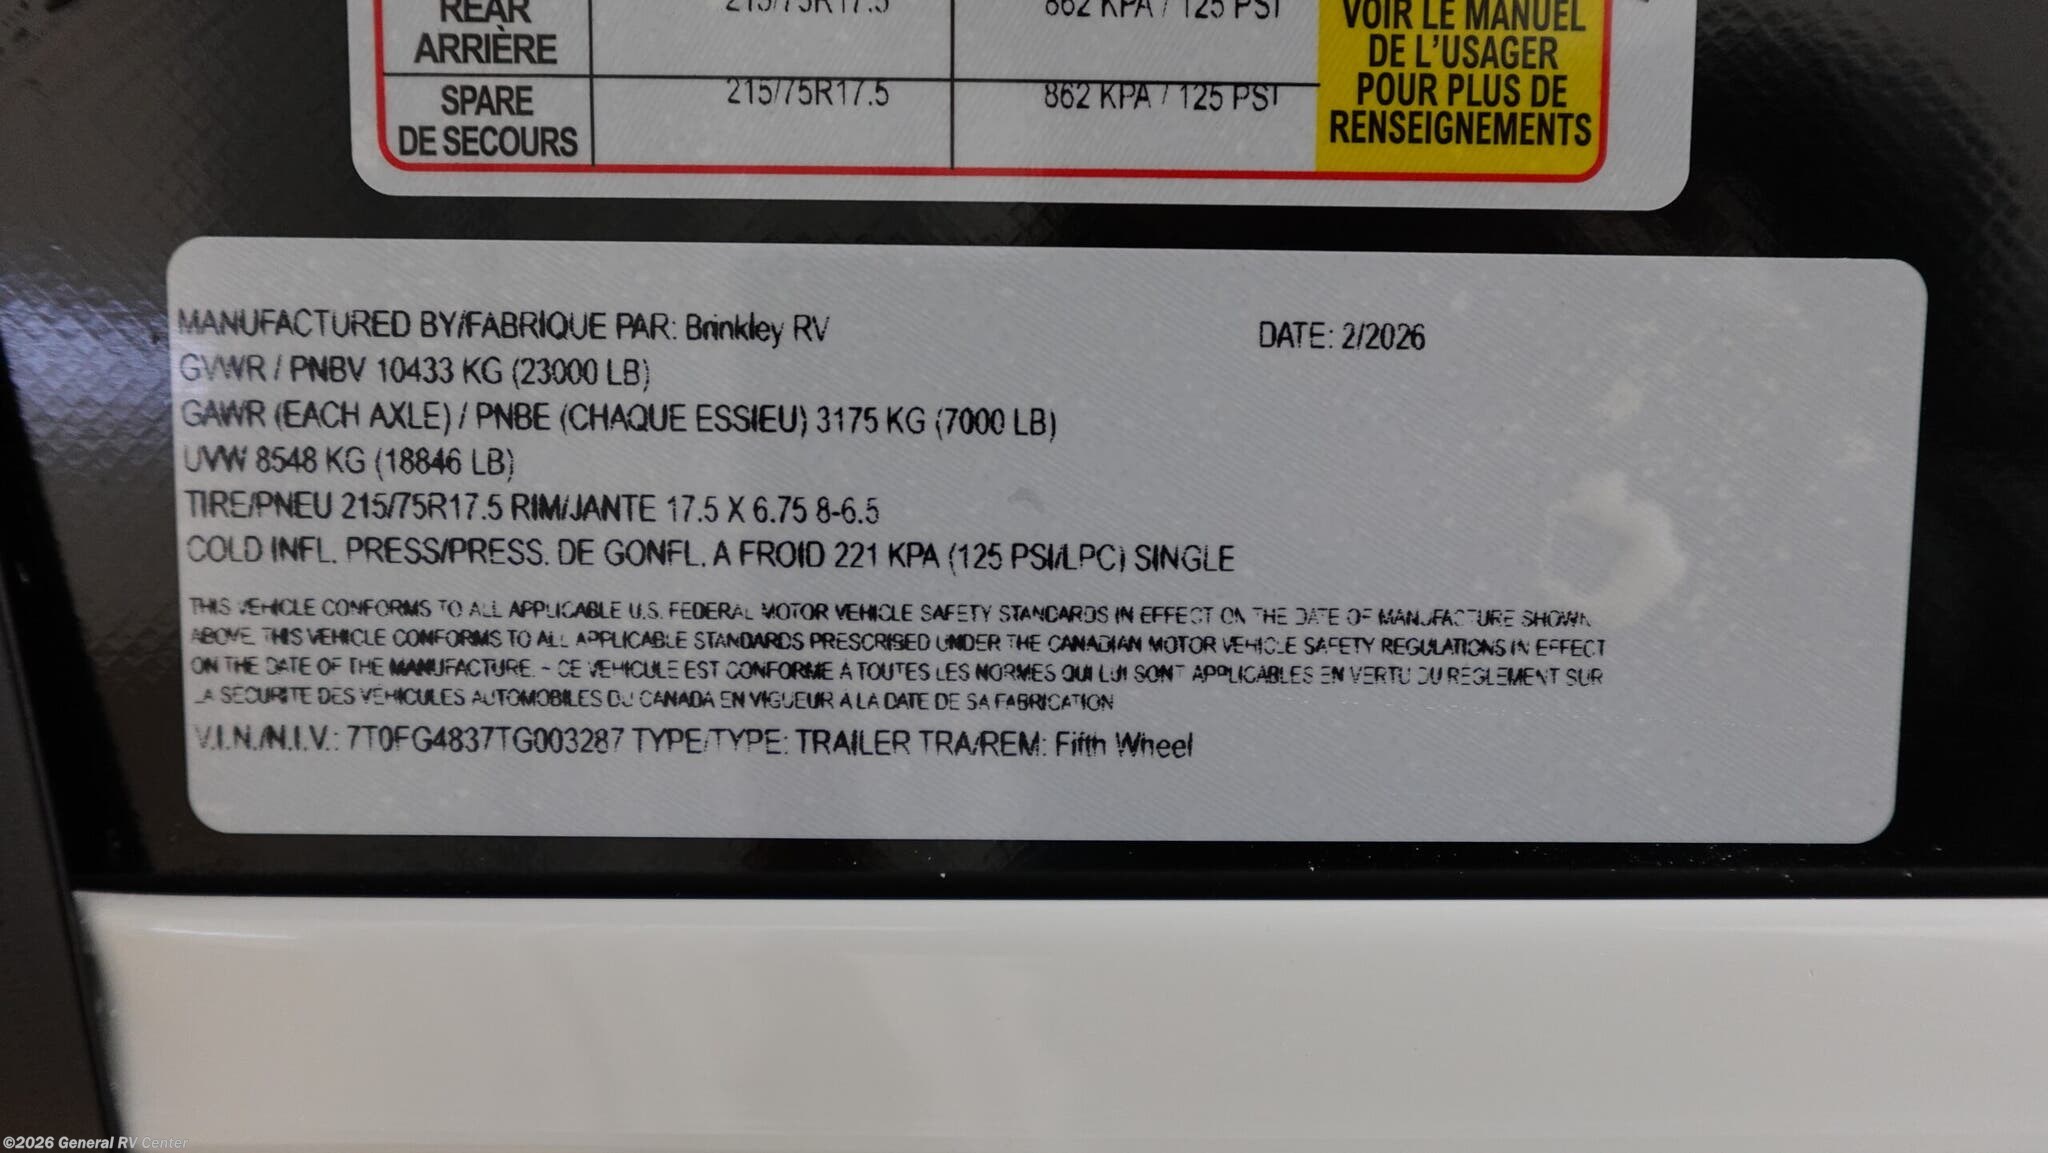 REAR
ARRIÈRE
215/75R17.5
862 KPA / 125 PSI
SPARE
DE SECOURS
215/75R17.5
862 KPA / 125 PSI
VOIR LE MANUEL
DE L'USAGER
POUR PLUS DE
RENSEIGNEMENTS
MANUFACTURED BY/FABRIQUE PAR: Brinkley RV
DATE: 2/2026
GVWR / PNBV 10433 KG (23000 LB)
GAWR (EACH AXLE) / PNBE (CHAQUE ESSIEU) 3175 KG (7000 LB)
UVW 8548 KG (18846 LB)
TIRE/PNEU 215/75R17.5 RIM/JANTE 17.5 X 6.75 8-6.5
COLD INFL. PRESS/PRESS. DE GONFL. A FROID 221 KPA (125 PSI/LPC) SINGLE
THIS VEHICLE CONFORMS TO ALL APPLICABLE U.S. FEDERAL MOTOR VEHICLE SAFETY STANDARDS IN EFFECT ON THE DATE OF MANUFACTURE SHOWN
ABOVE. THIS VEHICLE CONFORMS TO ALL APPLICABLE STANDARDS PRESCRISED UNDER THE CANADIAN MOTOR VEHICLE SAFETY REGULATIONS IN EFFECT
ON THE DATE OF THE MANUFACTURE. - CE VEHICULE EST CONFORME A TOUTES LES NORMES QUI LUI SONT APPLICABLES EN VERTU DU REGLEMENT SUR
LA SECURITE DES VEHICULES AUTOMOBILES DU CANADA EN VIGUEUR A LA DATE DE SA FABRICATION
V.I.N./N.I.V.: 7T0FG4837TG003287 TYPE/TYPE: TRAILER TRA/REM: Fifth Wheel
©2026 General RV Center